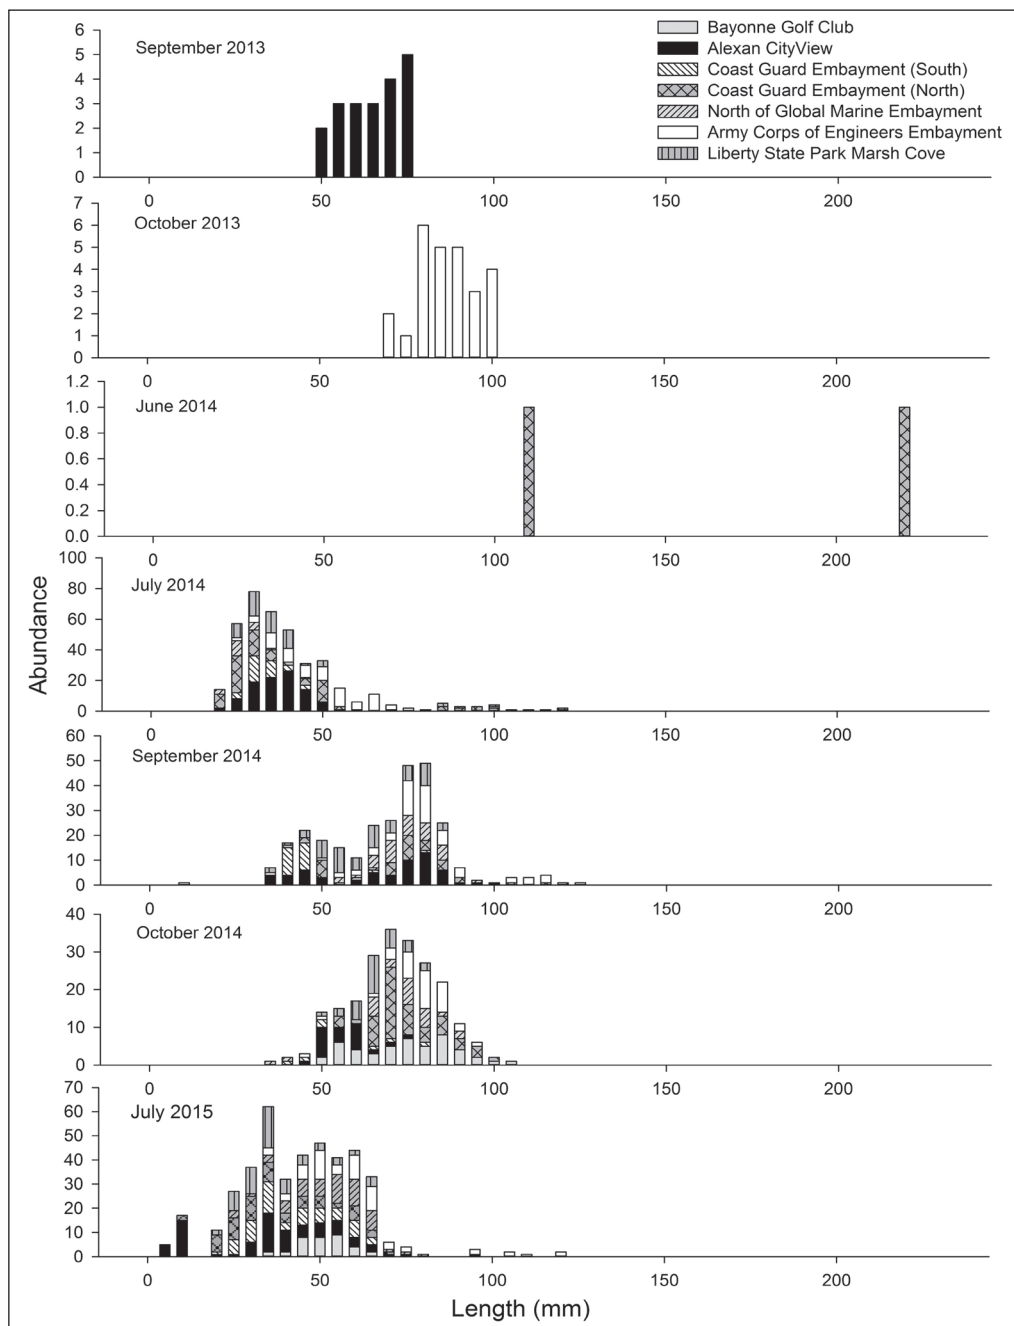 September 2013
Bayonne Golf Club
Alexan CityView
Coast Guard Embayment (South)
Coast Guard Embayment (North)
North of Global Marine Embayment
Army Corps of Engineers Embayment
Liberty State Park Marsh Cove
6
5
4
3
2
1
0
0 50 100 150 200
October 2013
7
6
5
4
3
2
1
0
0 50 100 150 200
June 2014
1.2
1.0
0.8
0.6
0.4
0.2
0.0
0 50 100 150 200
Abundance
July 2014
100
80
60
40
20
0
0 50 100 150 200
September 2014
60
50
40
30
20
10
0
0 50 100 150 200
October 2014
40
30
20
10
0
0 50 100 150 200
July 2015
70
60
50
40
30
20
10
0
0 50 100 150 200
Length (mm)